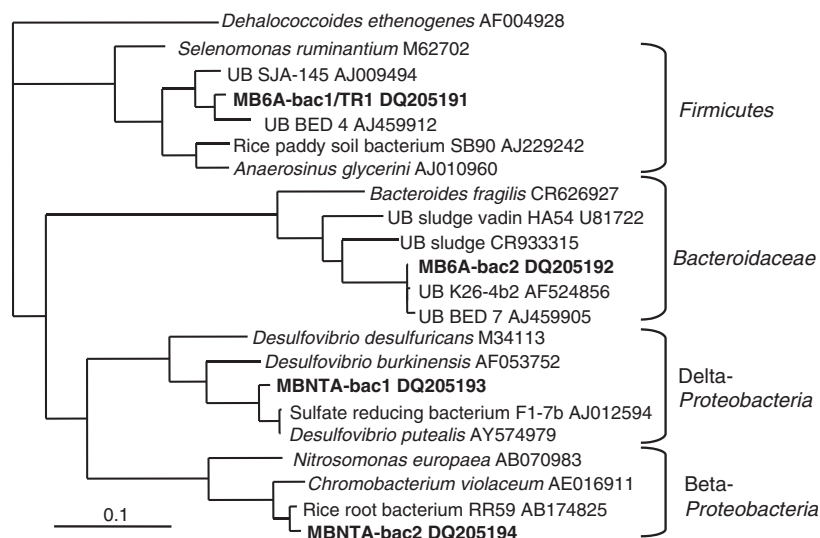 Dehalococcoides ethenogenes AF004928
Selenomonas ruminantium M62702
UB SJA-145 AJ009494
MB6A-bac1/TR1 DQ205191
UB BED 4 AJ459912
Rice paddy soil bacterium SB90 AJ229242
Anaerosinus glycerini AJ010960
Firmicutes
Bacteroides fragilis CR626927
UB sludge vadin HA54 U81722
UB sludge CR933315
MB6A-bac2 DQ205192
UB K26-4b2 AF524856
UB BED 7 AJ459905
Bacteroidaceae
Desulfovibrio desulfuricans M34113
Desulfovibrio burkinensis AF053752
MBNTA-bac1 DQ205193
Sulfate reducing bacterium F1-7b AJ012594
Desulfovibrio putealis AY574979
Delta-
Proteobacteria
Nitrosomonas europaea AB070983
Chromobacterium violaceum AE016911
Rice root bacterium RR59 AB174825
MBNTA-bac2 DQ205194
Beta-
Proteobacteria
0.1